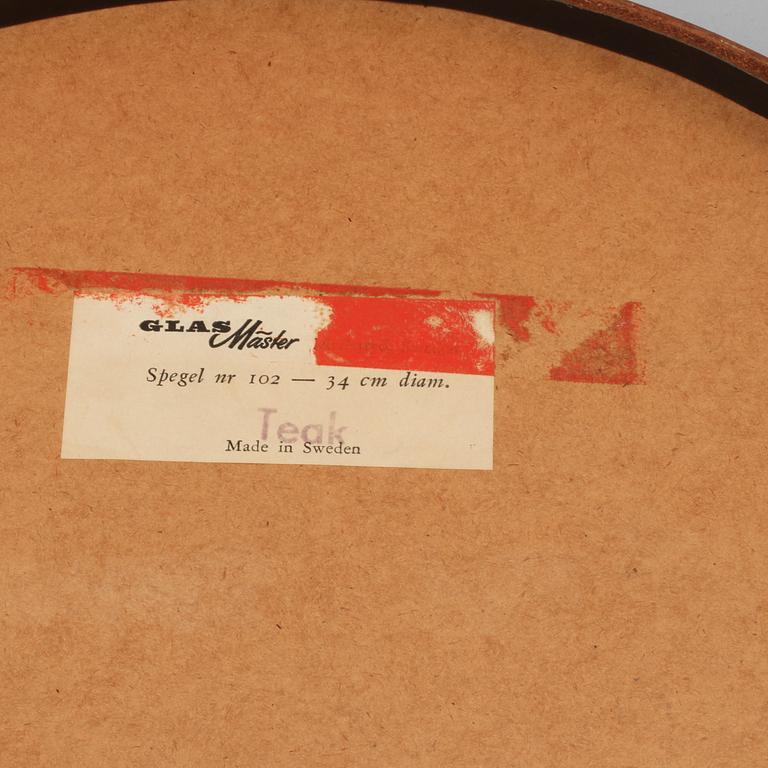 GLAS Mäster
Spegel nr 102 — 34 cm diam.
Teak
Made in Sweden